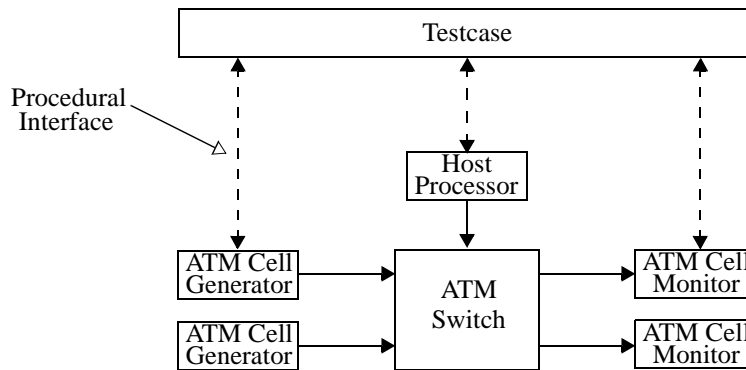 Testcase
Procedural
Interface
Host
Processor
ATM Cell
Generator
ATM
Switch
ATM Cell
Monitor
ATM Cell
Generator
ATM Cell
Monitor